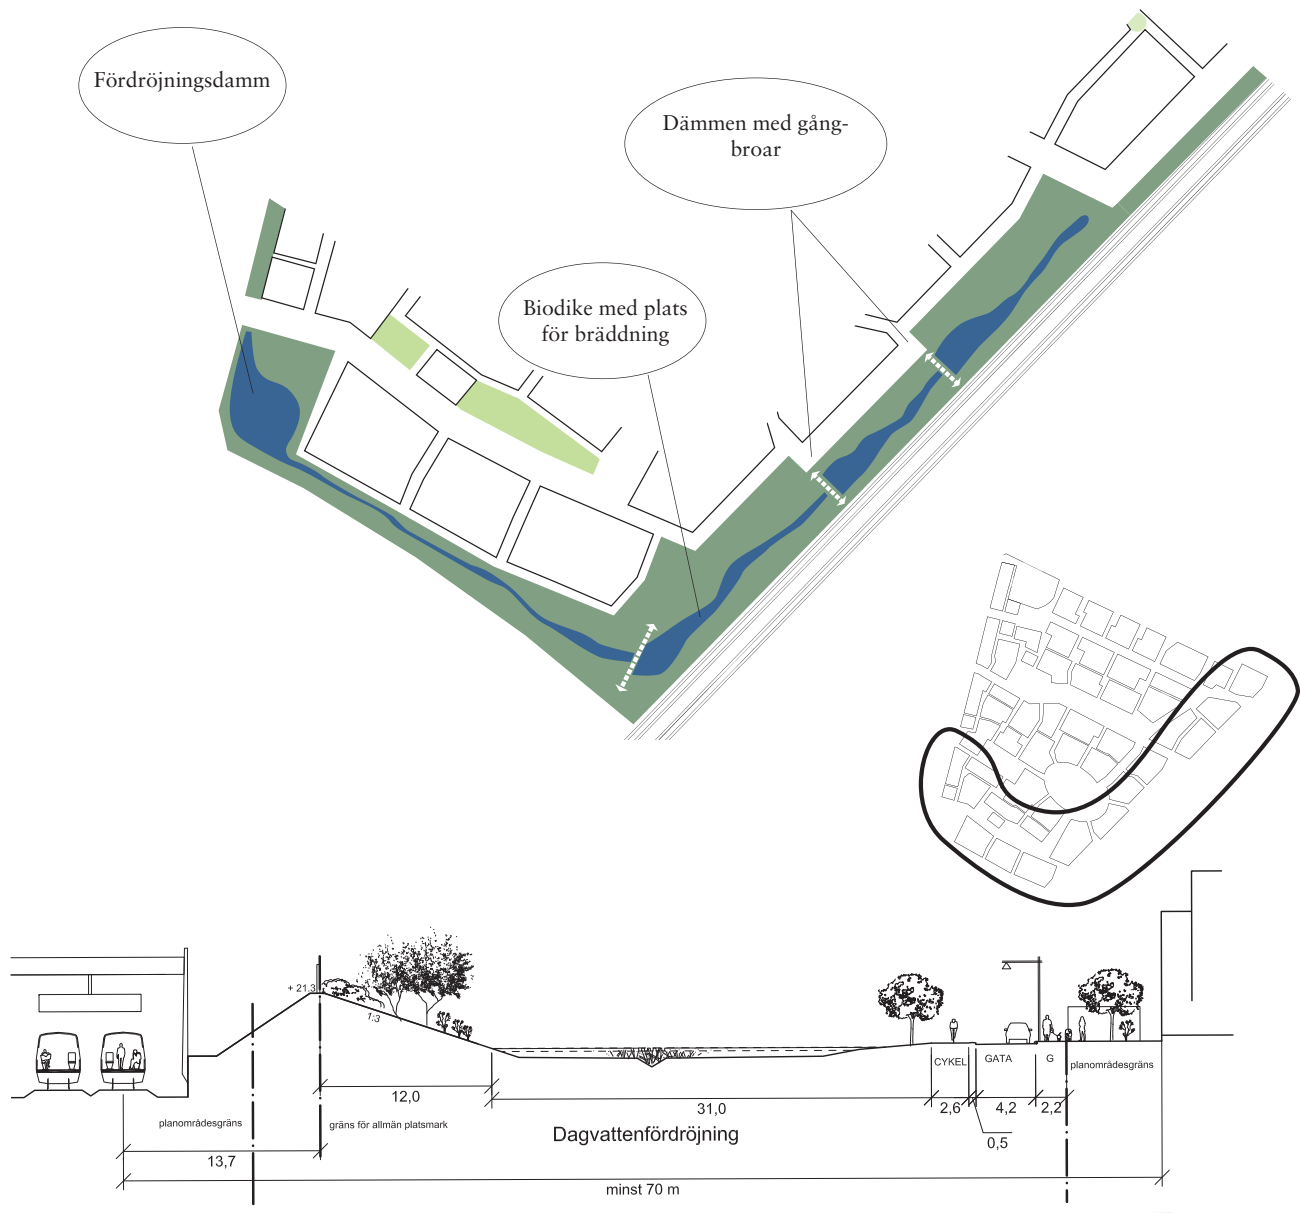 Fördröjningsdamm
Dämmen med gång-
broar
Biodike med plats
för bräddning
+ 21.3
1:3
CYKEL
GATA
G
planområdesgräns
12,0
31,0
2,6
4,2
2,2
planområdesgräns
gräns för allmän platsmark
Dagvattenfördröjning
0,5
13,7
minst 70 m